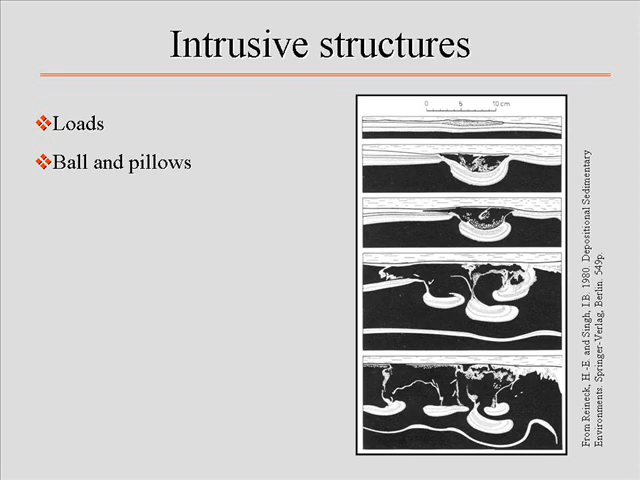 Intrusive structures
Loads
Ball and pillows
0 5 10 cm
From Reineck, H.-E. and Singh, I.B. 1980. Depositional Sedimentary
Environments. Springer-Verlag, Berlin. 549p.